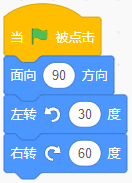 当 被点击
面向 90 方向
左转 30 度
右转 60 度